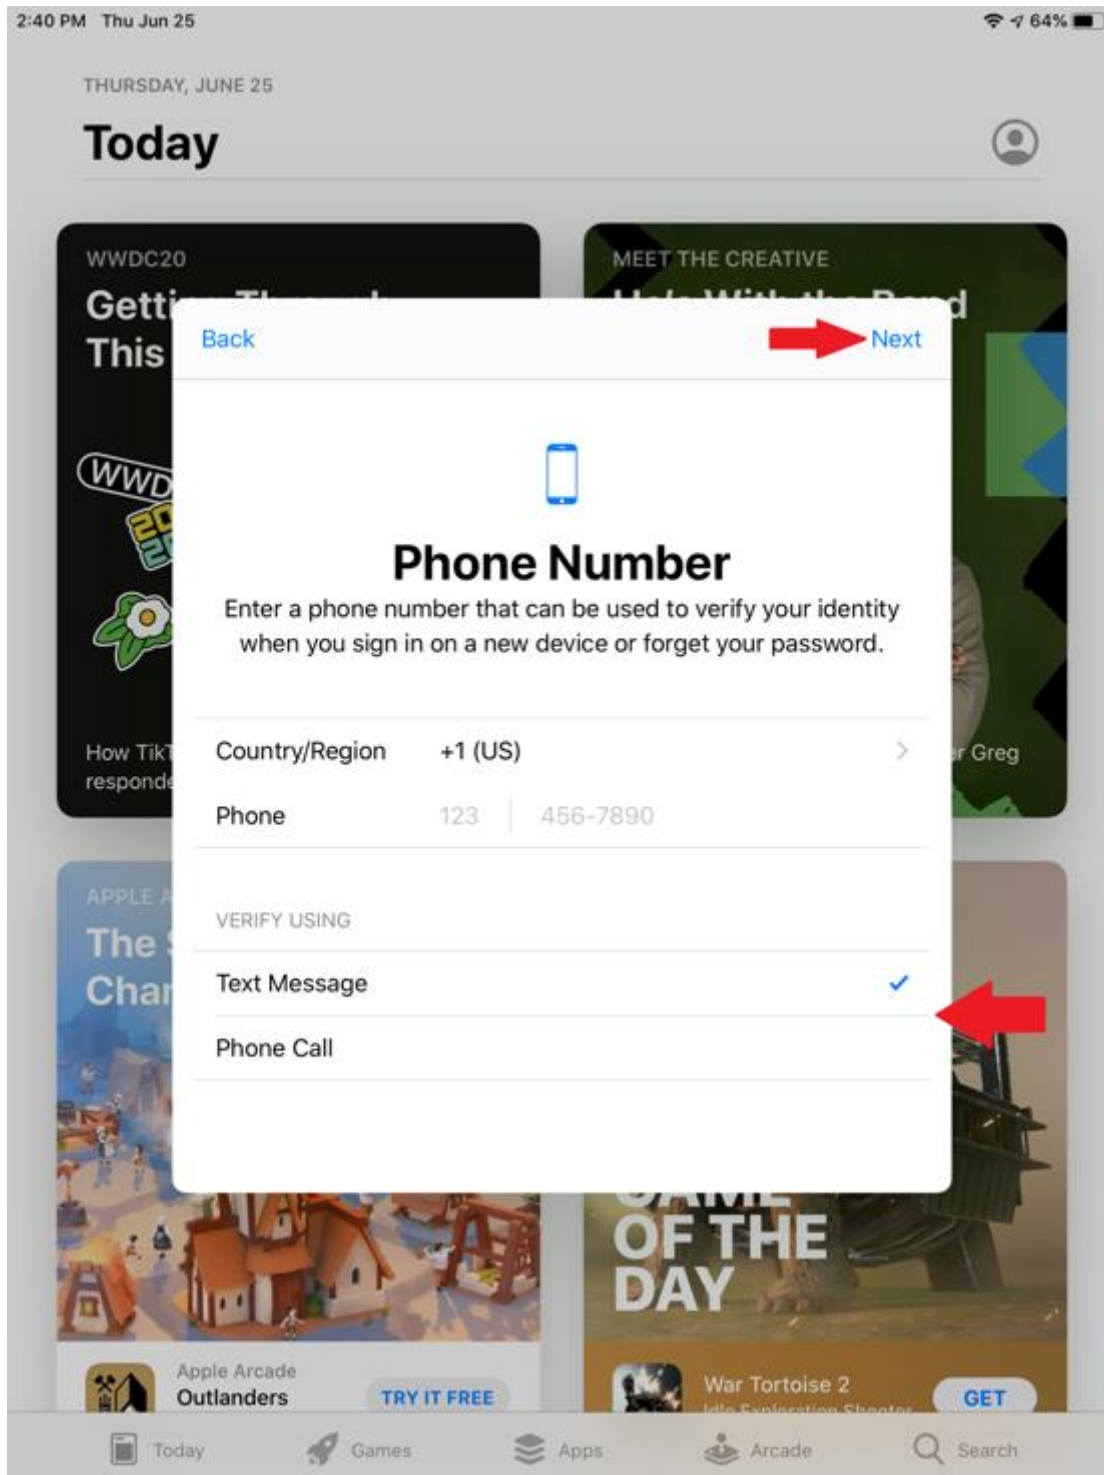 2:40 PM Thu Jun 25
64%
THURSDAY, JUNE 25
Today
WWDC20
This
MEET THE CREATIVE
Back
Next
Phone Number
Enter a phone number that can be used to verify your identity
when you sign in on a new device or forget your password.
Country/Region +1 (US)
Phone 123 456-7890
How
Greg
VERIFY USING
Text Message
Phone Call
APPLE
The
OF THE
DAY
Apple Arcade
Outlanders
TRY IT FREE
War Tortoise 2
GET
Today Games Apps Arcade Search